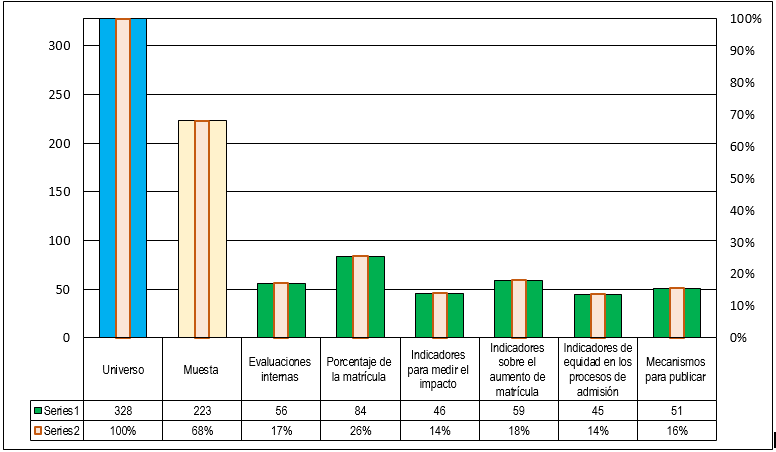 100%
300
90%
80%
250
70%
200
60%
50%
150
40%
100
30%
20%
50
10%
0
0%
Universo
Muesta
Evaluaciones
internas
Porcentaje de
la matrícula
Indicadores
para medir el
impacto
Indicadores
sobre el
aumento de
matrícula
Indicadores de
equidad en los
procesos de
admisión
Mecanismos
para publicar
Series1 328 223 56 84 46 59 45 51
Series2 100% 68% 17% 26% 14% 18% 14% 16%